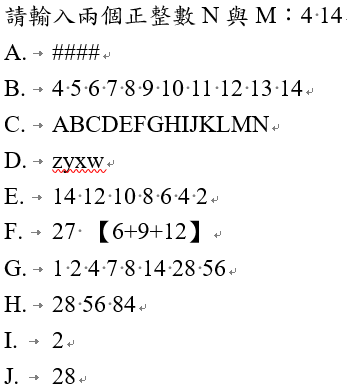 請輸入兩個正整數 N 與 M：4 14
A. ####
B. 4 5 6 7 8 9 10 11 12 13 14
C. ABCDEFGHIJKLMN
D. zyxw
E. 14 12 10 8 6 4 2
F. 27 【6+9+12】
G. 1 2 4 7 8 14 28 56
H. 28 56 84
I. 2
J. 28